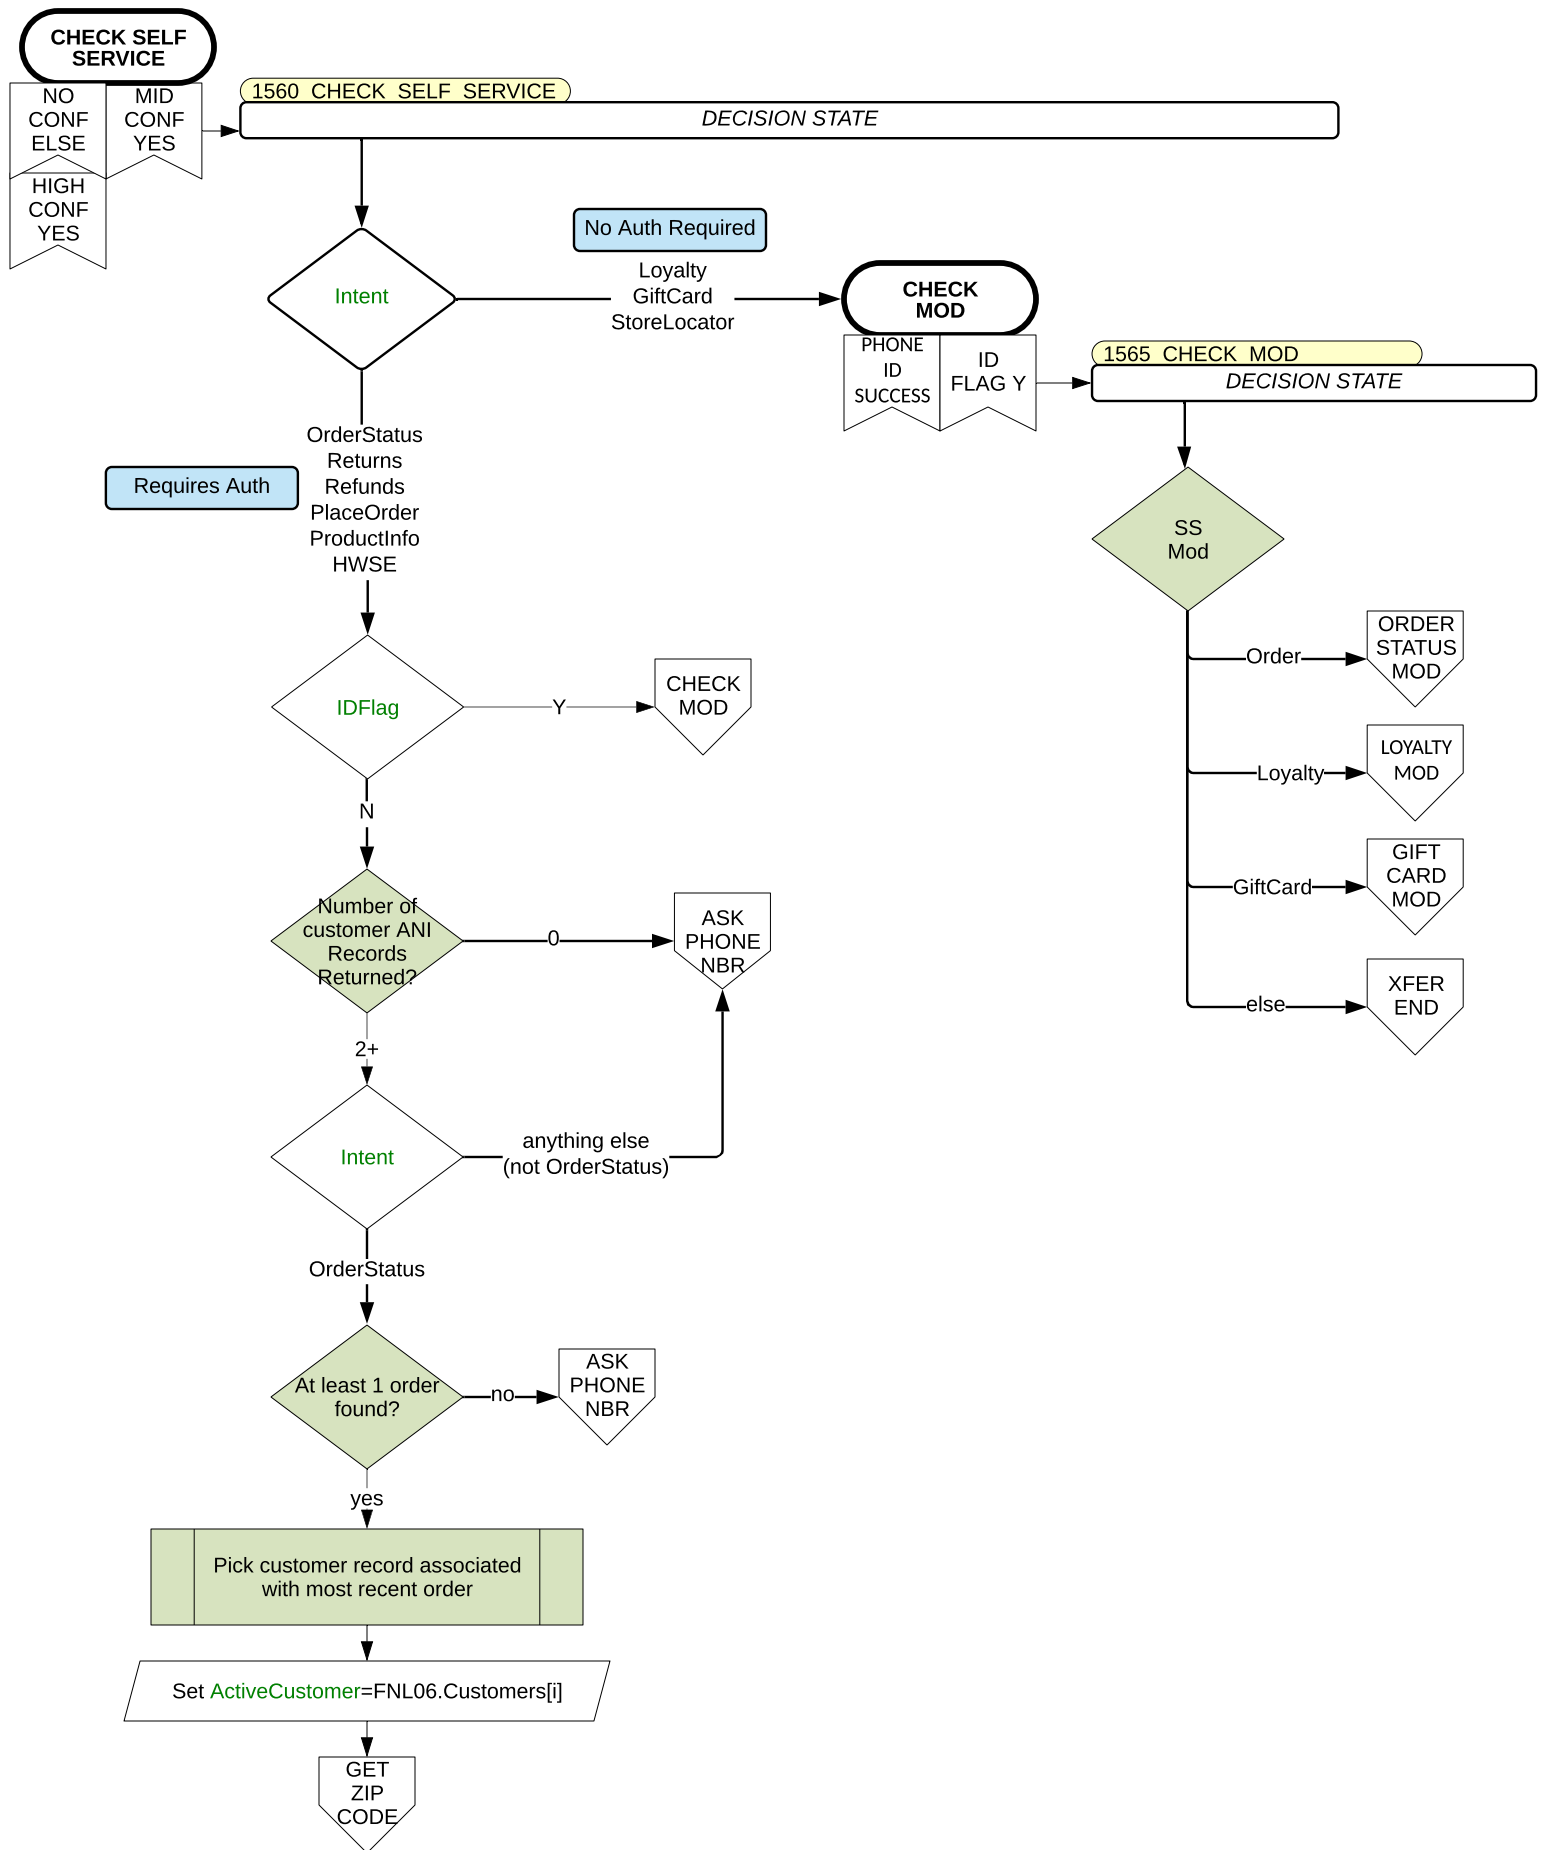 CHECK SELF
SERVICE
NO
CONF
ELSE
MID
CONF
YES
HIGH
CONF
YES
1560 CHECK SELF SERVICE
DECISION STATE
Intent
No Auth Required
Loyalty
GiftCard
StoreLocator
CHECK
MOD
PHONE
ID
SUCCESS
ID
FLAG Y
1565 CHECK MOD
DECISION STATE
OrderStatus
Returns
Refunds
PlaceOrder
ProductInfo
HWSE
Requires Auth
SS
Mod
Order
ORDER
STATUS
MOD
Loyalty
LOYALTY
MOD
GiftCard
GIFT
CARD
MOD
else
XFER
END
IDFlag
Y
CHECK
MOD
N
Number of
customer ANI
Records
Returned?
0
ASK
PHONE
NBR
2+
Intent
anything else
(not OrderStatus)
OrderStatus
At least 1 order
found?
no
ASK
PHONE
NBR
yes
Pick customer record associated
with most recent order
Set ActiveCustomer=FNL06.Customers[i]
GET
ZIP
CODE